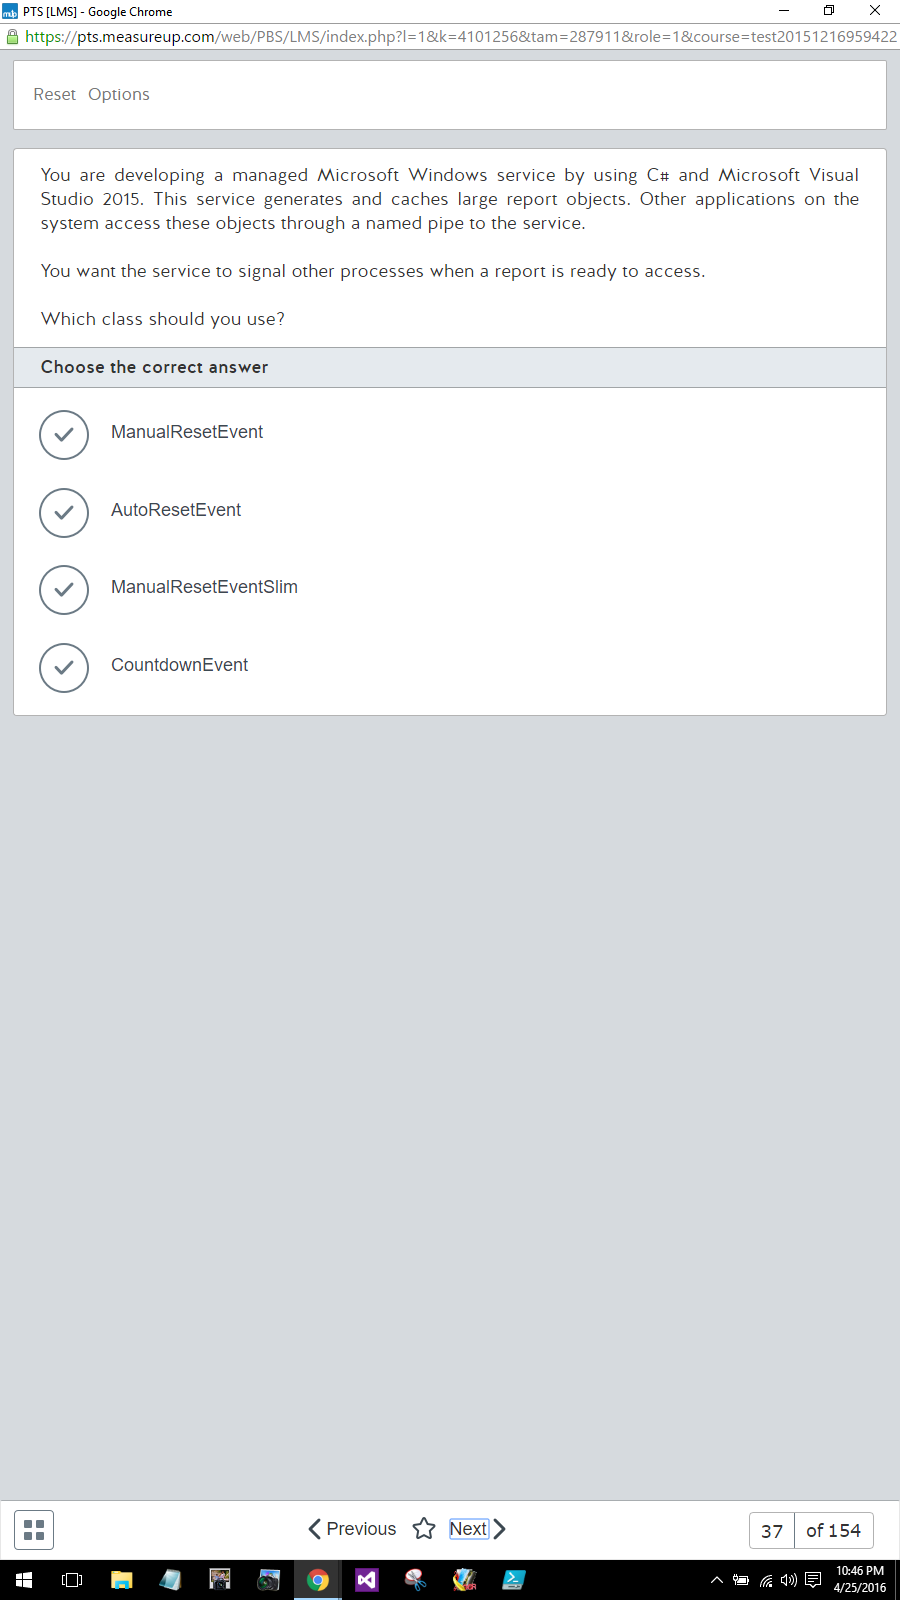 PTS [LMS] - Google Chrome
https://pts.measureup.com/web/PBS/LMS/index.php?l=1&k=4101256&tam=287911&role=1&course=test20151216959422
Reset Options
You are developing a managed Microsoft Windows service by using C# and Microsoft Visual
Studio 2015. This service generates and caches large report objects. Other applications on the
system access these objects through a named pipe to the service.
You want the service to signal other processes when a report is ready to access.
Which class should you use?
Choose the correct answer
ManualResetEvent
AutoResetEvent
ManualResetEventSlim
CountdownEvent
Previous Next 37 of 154
10:46 PM
4/25/2016